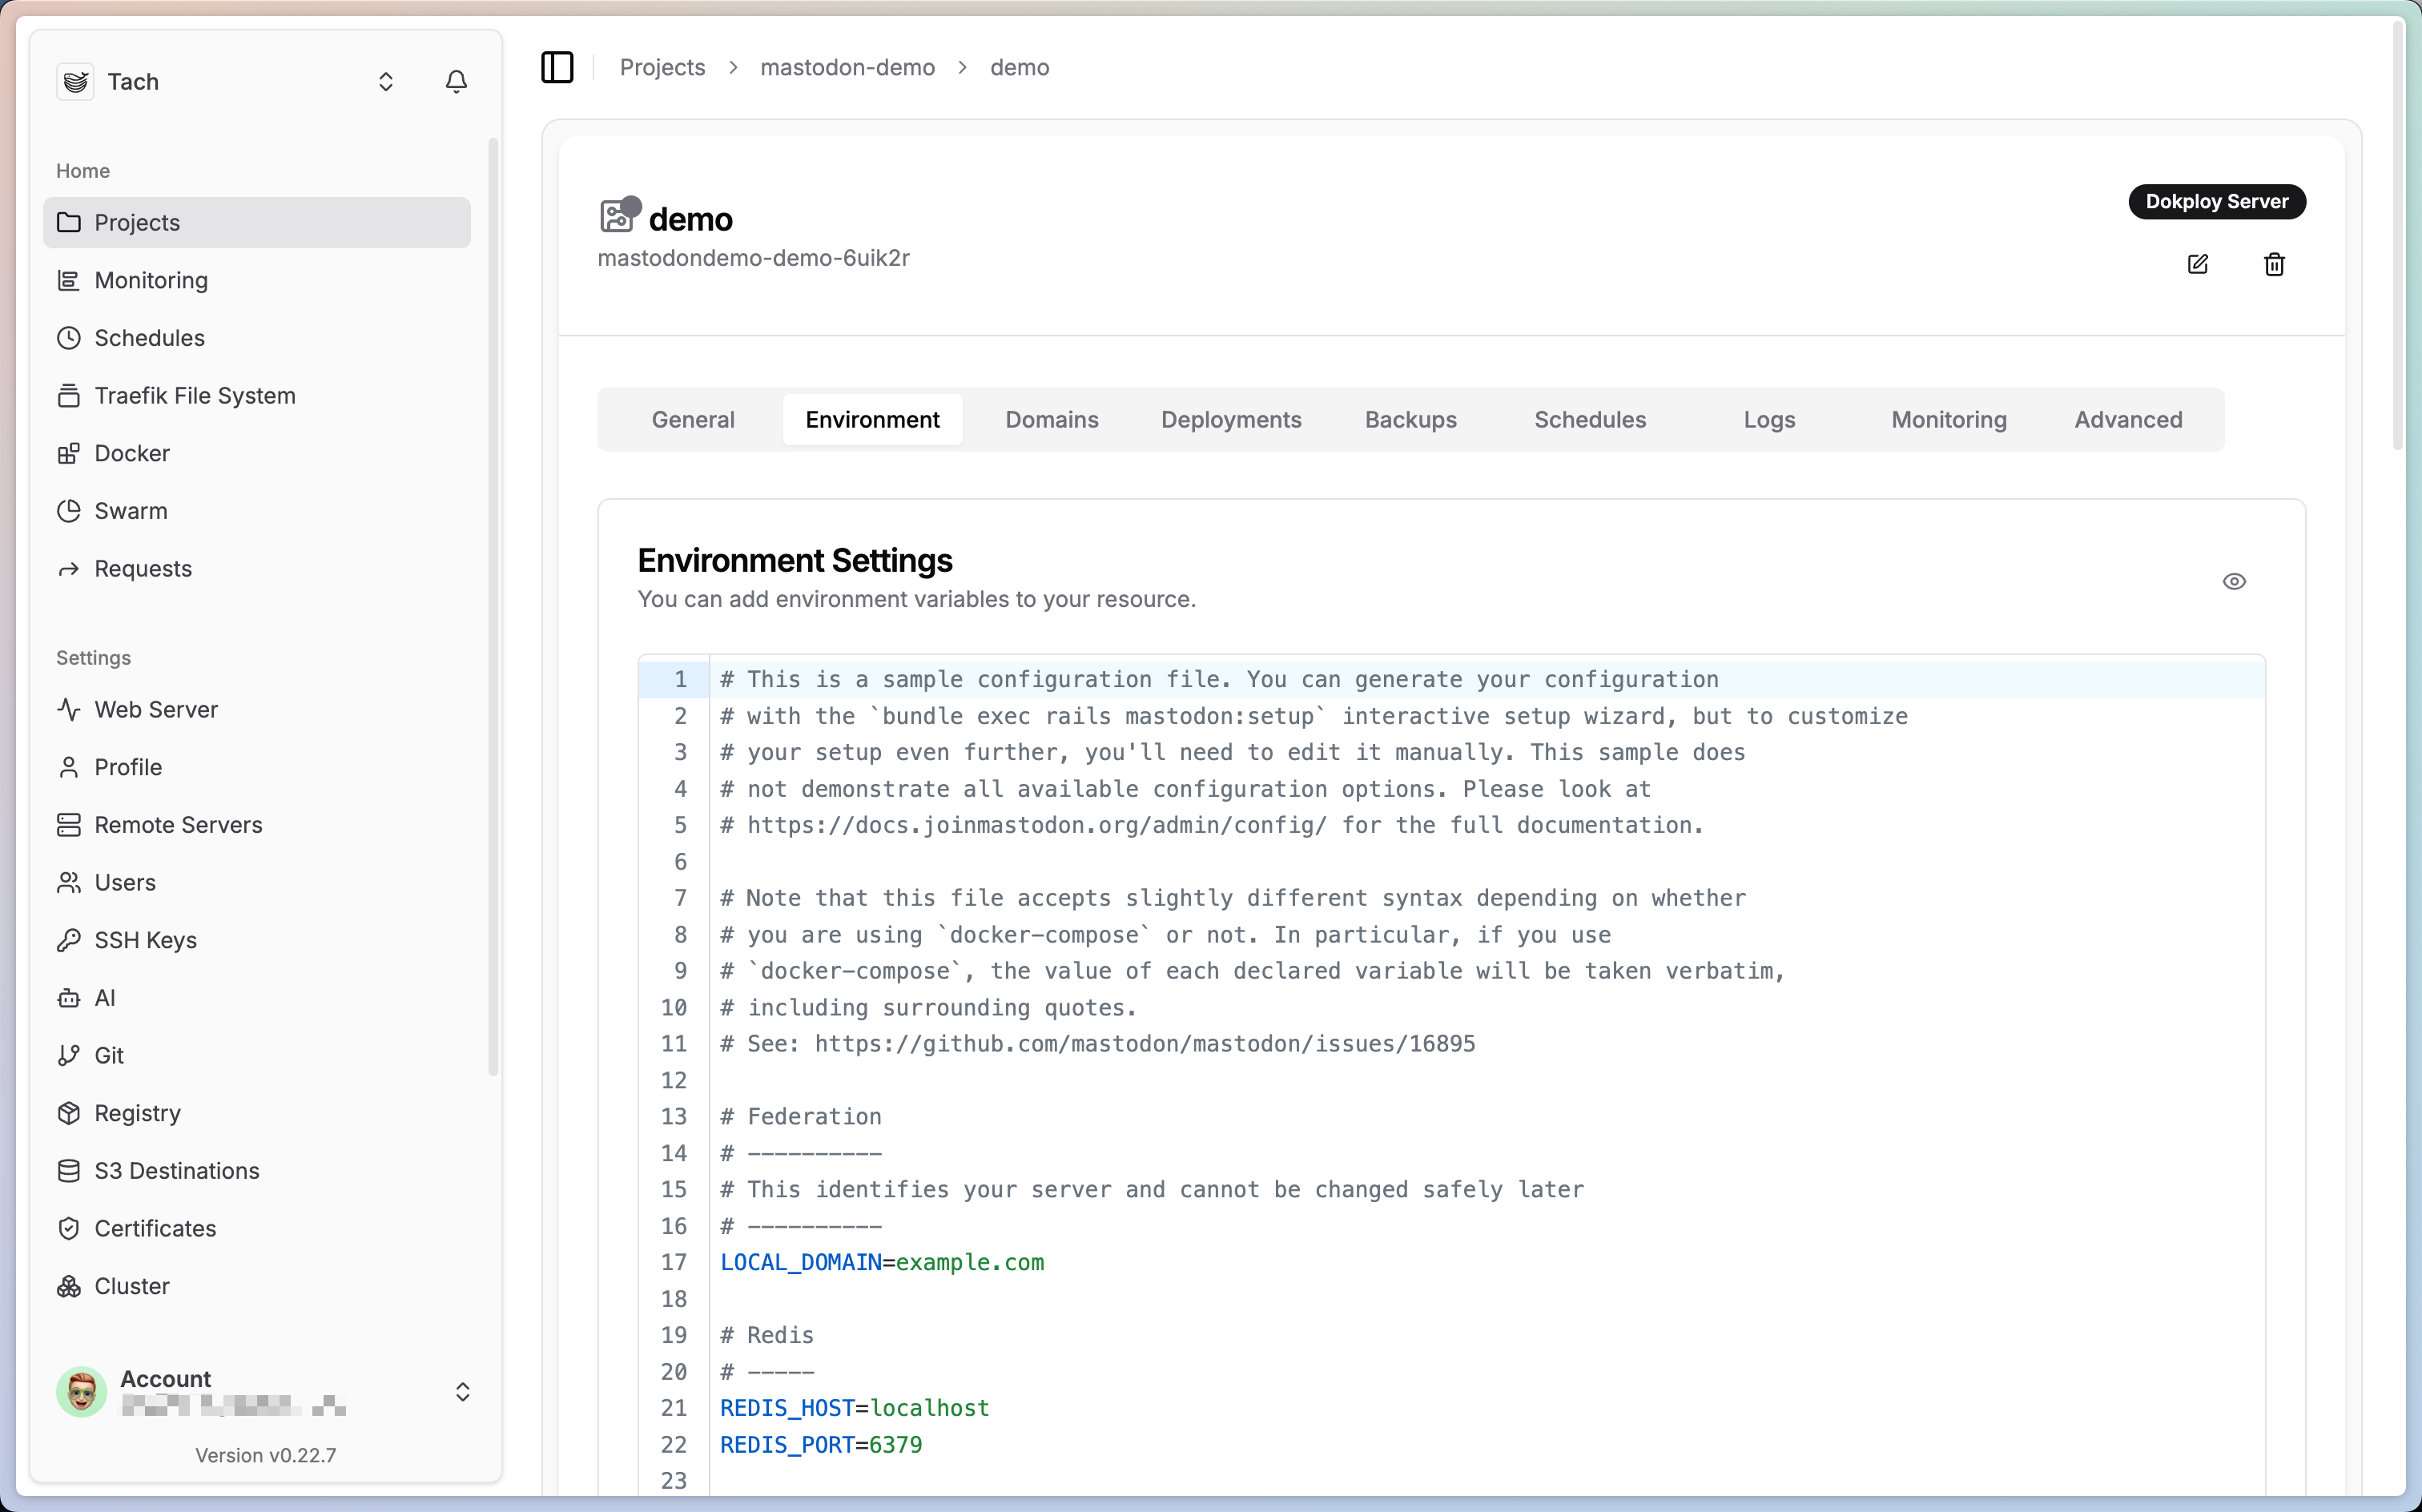 Tach
Home
Projects
Monitoring
Schedules
Traefik File System
Docker
Swarm
Requests
Settings
Web Server
Profile
Remote Servers
Users
SSH Keys
AI
Git
Registry
S3 Destinations
Certificates
Cluster
Account
Version v0.22.7
Projects > mastodon-demo > demo
demo
mastodondemo-demo-6uik2r
Dokploy Server
General Environment Domains Deployments Backups Schedules Logs Monitoring Advanced
Environment Settings
You can add environment variables to your resource.
1 # This is a sample configuration file. You can generate your configuration
2 # with the `bundle exec rails mastodon:setup` interactive setup wizard, but to customize
3 # your setup even further, you'll need to edit it manually. This sample does
4 # not demonstrate all available configuration options. Please look at
5 # https://docs.joinmastodon.org/admin/config/ for the full documentation.
6
7 # Note that this file accepts slightly different syntax depending on whether
8 # you are using `docker-compose` or not. In particular, if you use
9 # `docker-compose`, the value of each declared variable will be taken verbatim,
10 # including surrounding quotes.
11 # See: https://github.com/mastodon/mastodon/issues/16895
12
13 # Federation
14 # ----------
15 # This identifies your server and cannot be changed safely later
16 # ----------
17 LOCAL_DOMAIN=example.com
18
19 # Redis
20 # -----
21 REDIS_HOST=localhost
22 REDIS_PORT=6379
23